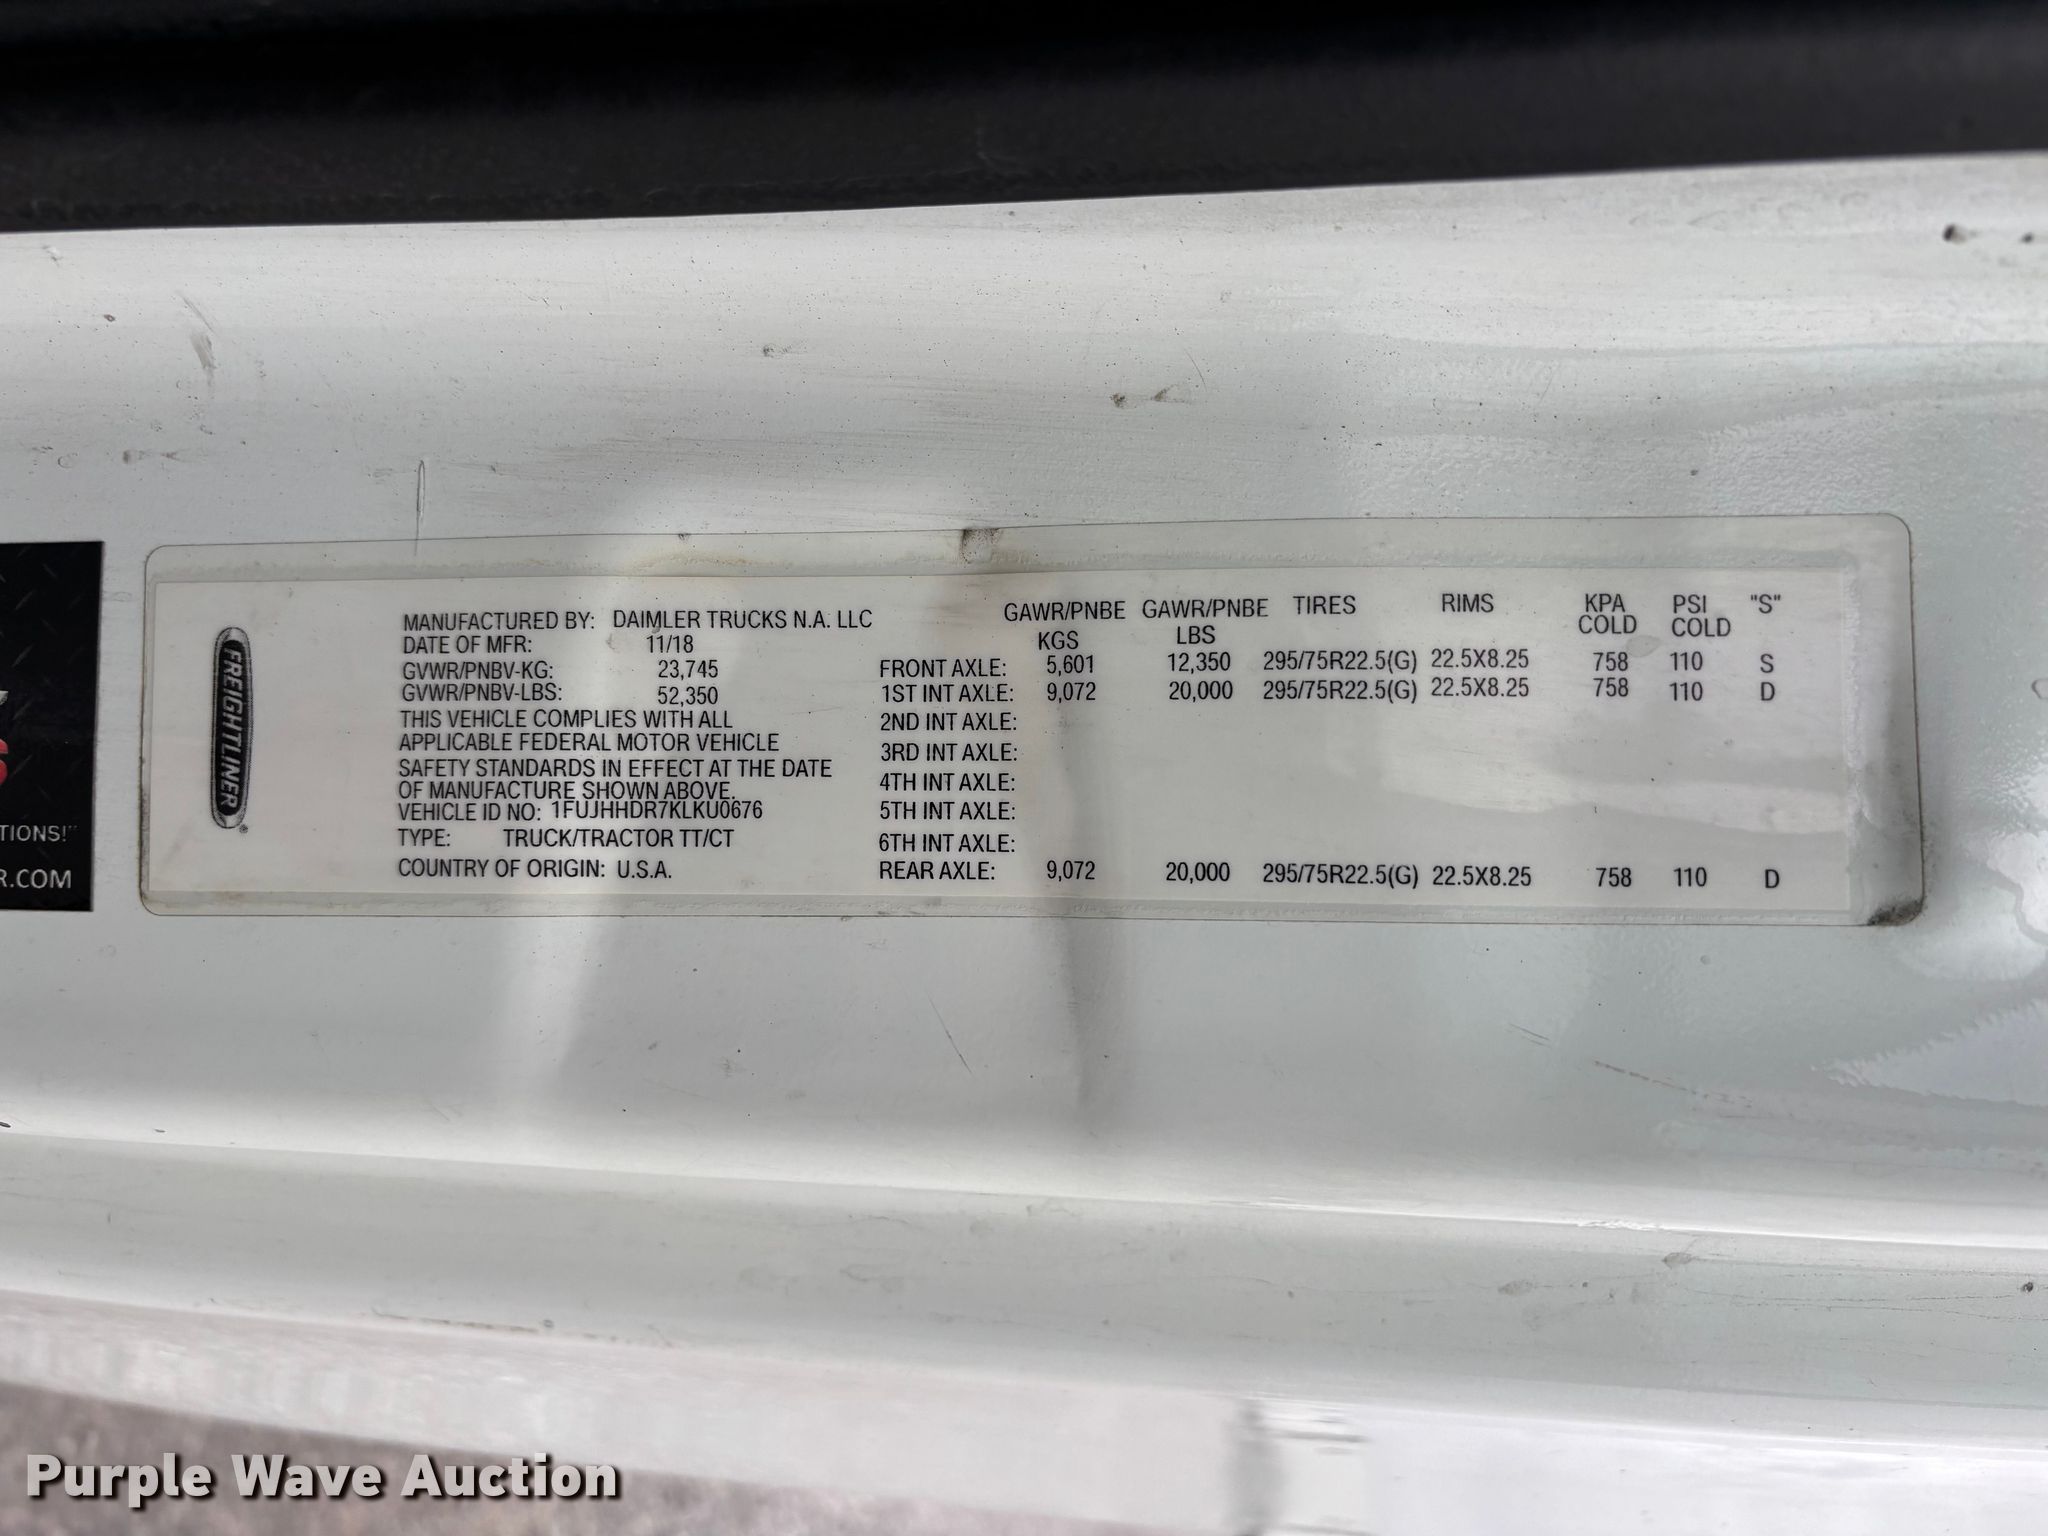 MANUFACTURED BY: DAIMLER TRUCKS N.A. LLC
DATE OF MFR: 11/18
GVWR/PNBV-KG: 23,745
GVWR/PNBV-LBS: 52,350
THIS VEHICLE COMPLIES WITH ALL
APPLICABLE FEDERAL MOTOR VEHICLE
SAFETY STANDARDS IN EFFECT AT THE DATE
OF MANUFACTURE SHOWN ABOVE.
VEHICLE ID NO: 1FUJHHDR7KLKU0676
TYPE: TRUCK/TRACTOR TT/CT
COUNTRY OF ORIGIN: U.S.A.
GAWR/PNBE GAWR/PNBE TIRES RIMS KPA PSI "S"
KGS LBS COLD COLD
FRONT AXLE: 5,601 12,350 295/75R22.5(G) 22.5X8.25 758 110 S
1ST INT AXLE: 9,072 20,000 295/75R22.5(G) 22.5X8.25 758 110 D
2ND INT AXLE:
3RD INT AXLE:
4TH INT AXLE:
5TH INT AXLE:
6TH INT AXLE:
REAR AXLE: 9,072 20,000 295/75R22.5(G) 22.5X8.25 758 110 D
FREIGHTLINER
TIONS!"
R.COM
Purple Wave Auction